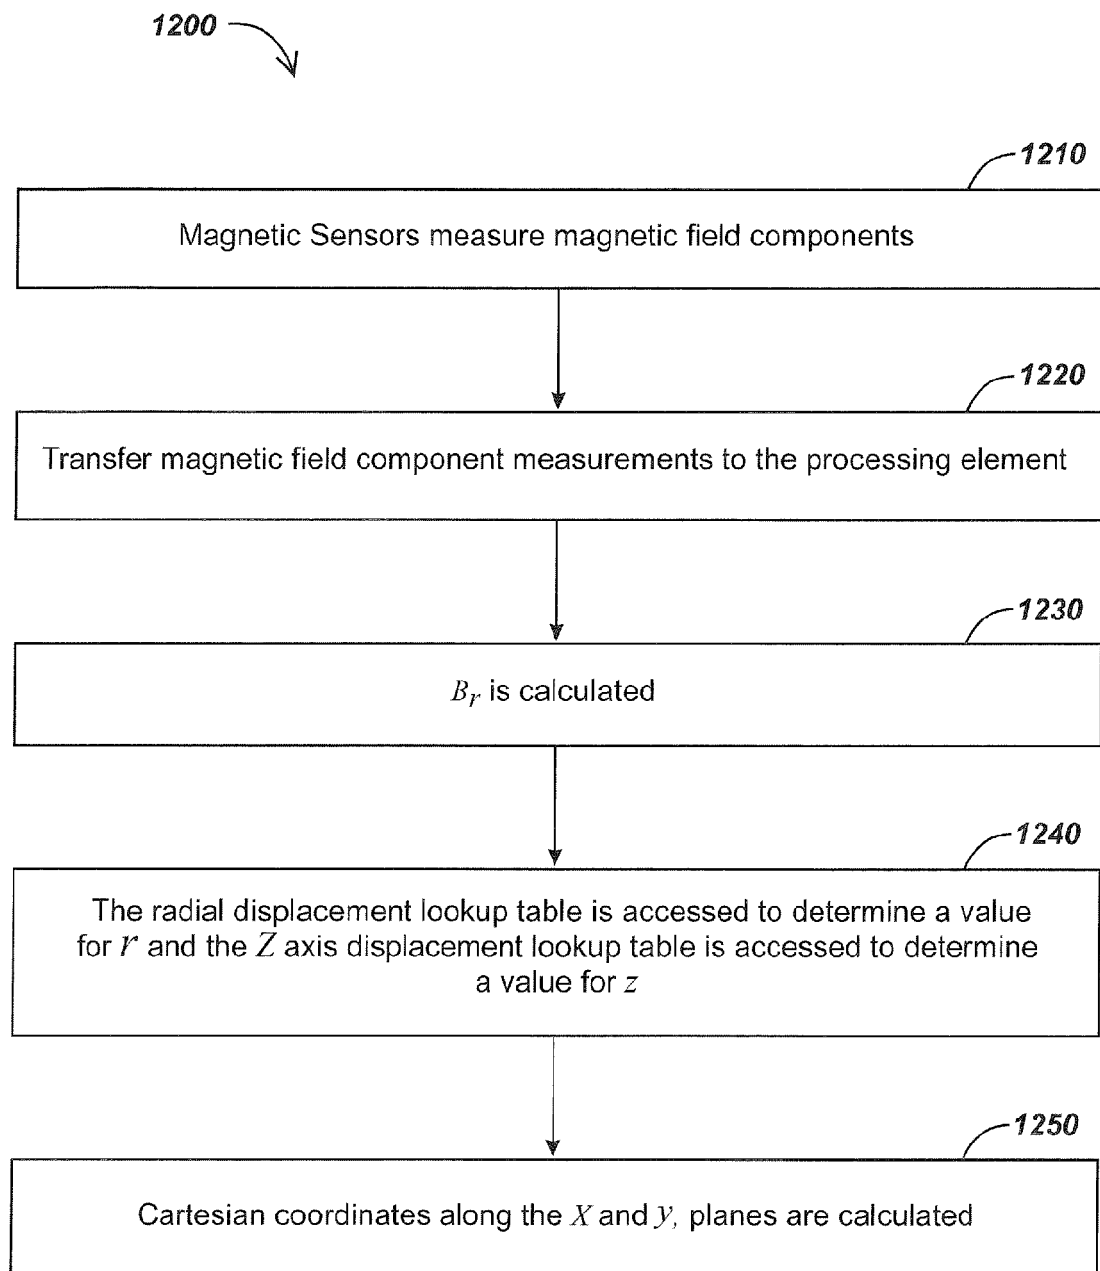 1200
1210
Magnetic Sensors measure magnetic field components
1220
Transfer magnetic field component measurements to the processing element
1230
Br is calculated
1240
The radial displacement lookup table is accessed to determine a value
for r and the Z axis displacement lookup table is accessed to determine
a value for z
1250
Cartesian coordinates along the X and y, planes are calculated